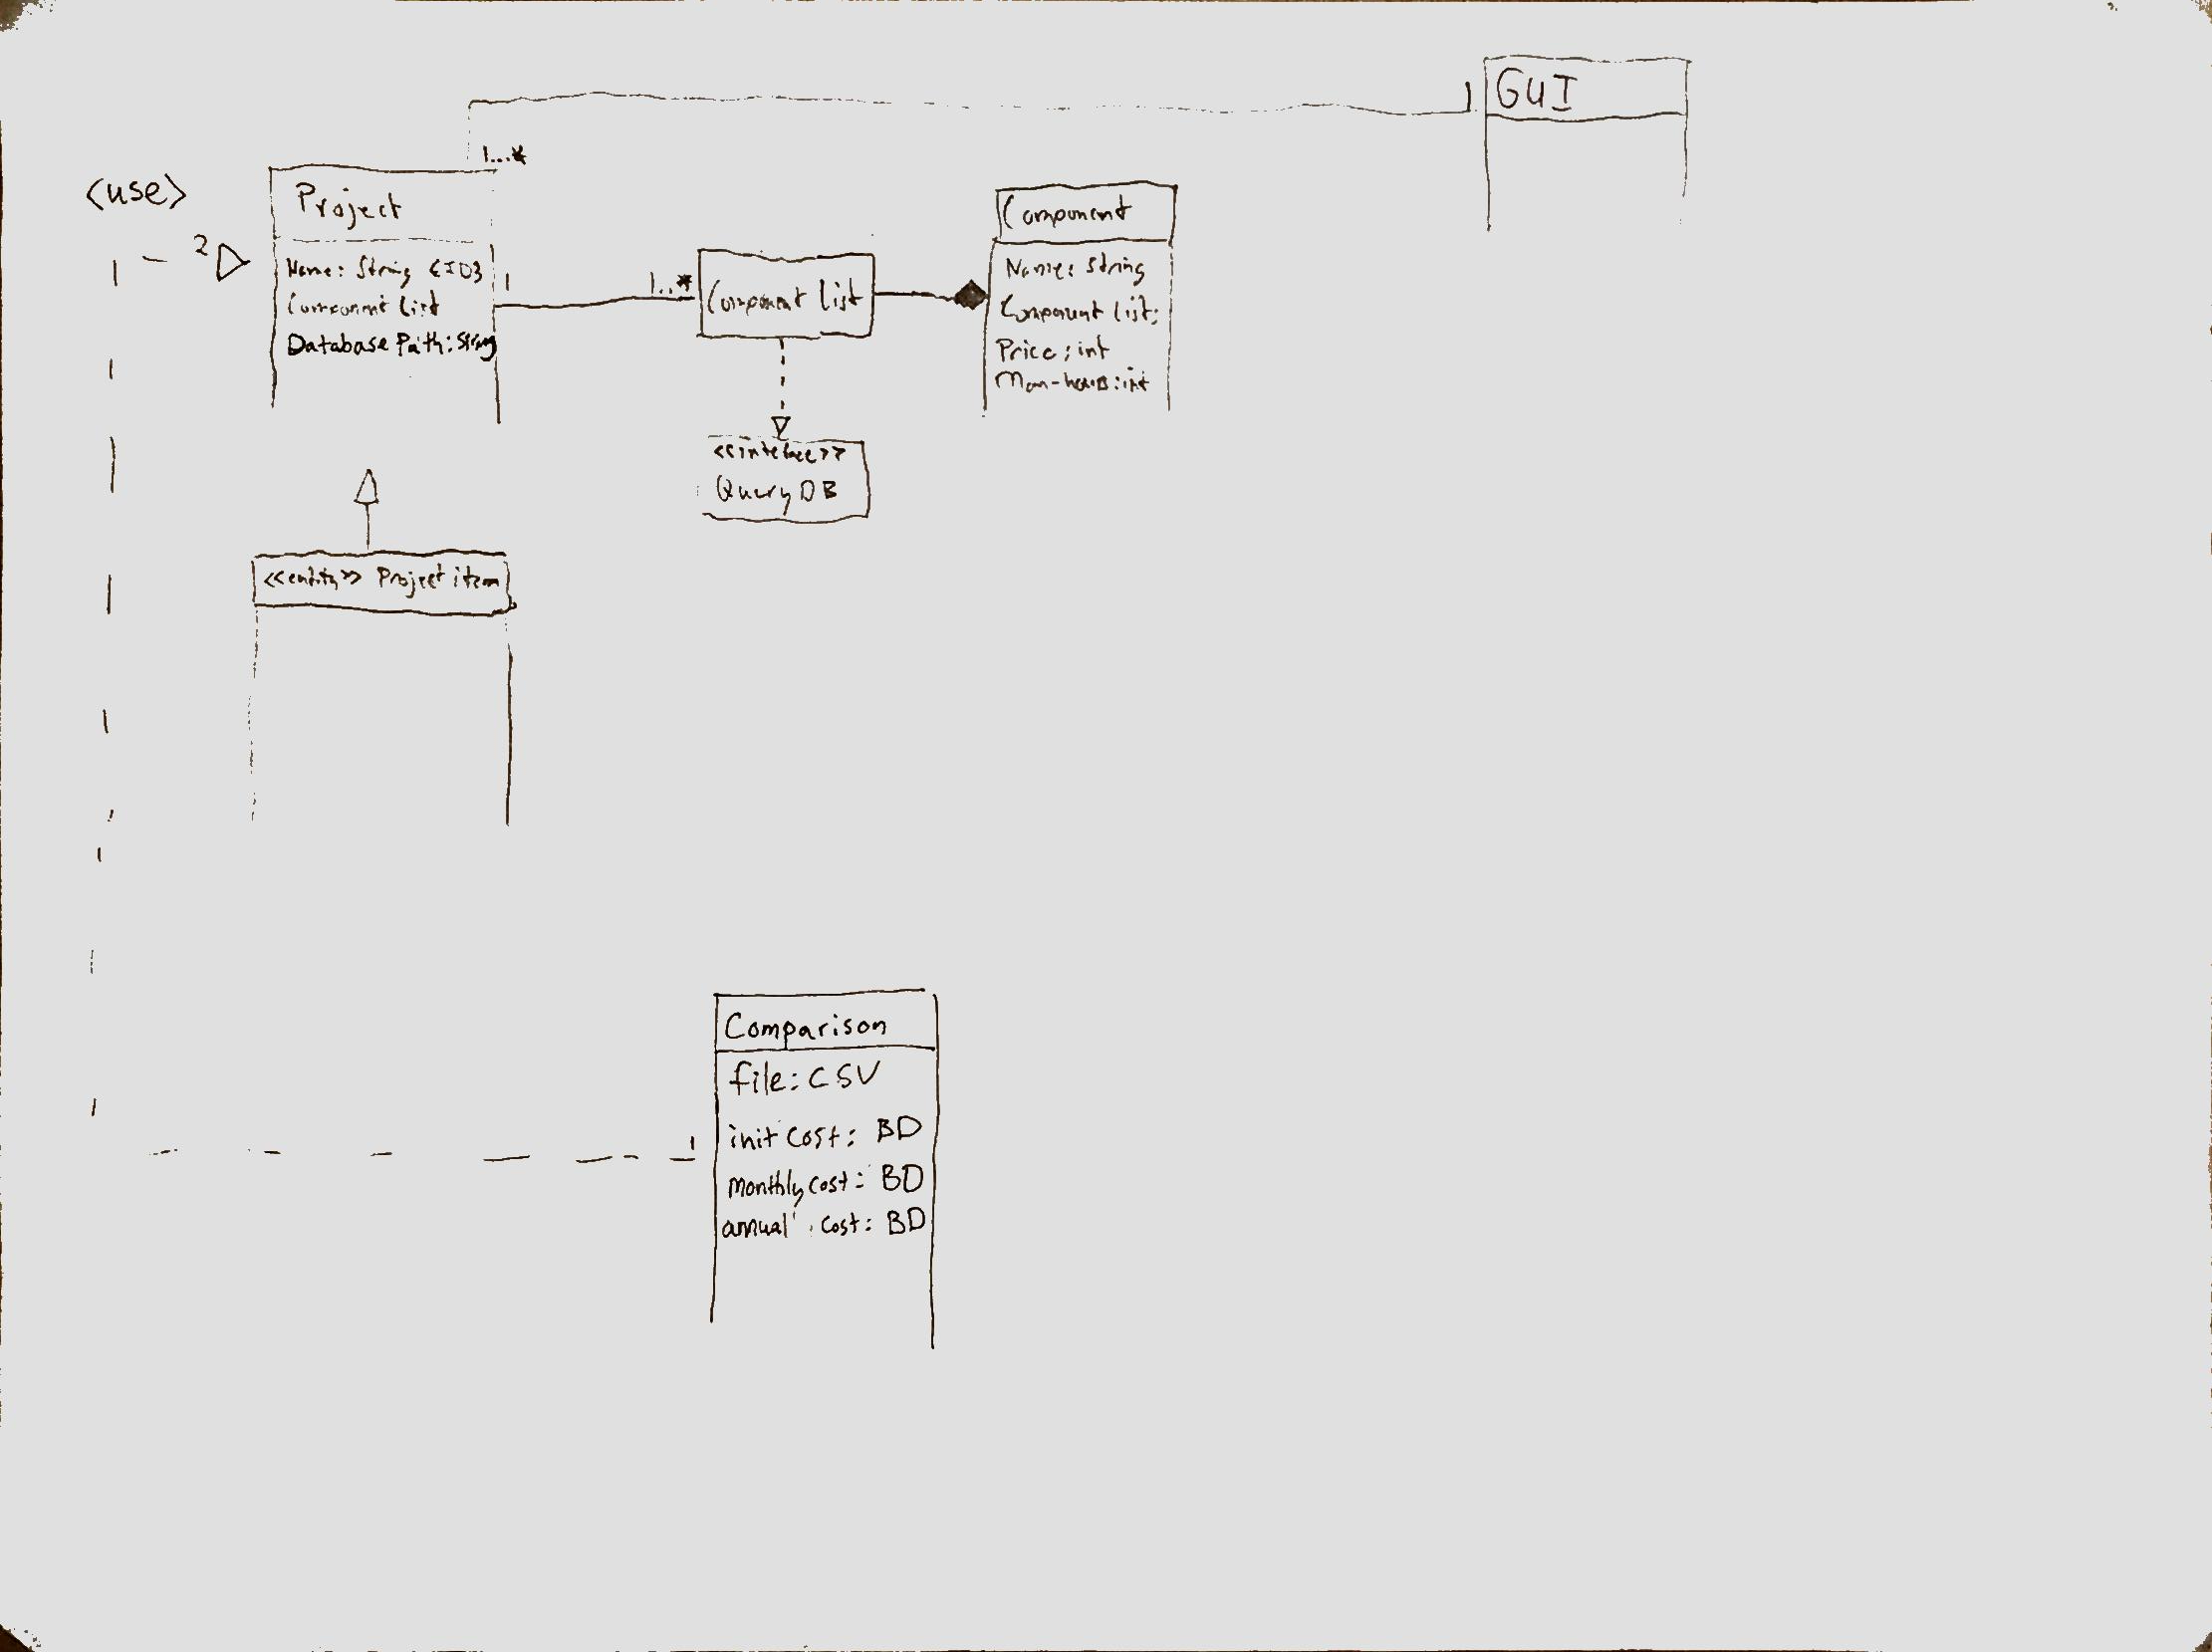 GUI
1
1...*
<use>
2
Project
Name: String {ID}
Component List
Database Path: String
1
1..*
Component List
Component
Name: String
Component List:
Price: int
Man-hours: int
<<interface>>
Query DB
<<entity>> Project item
Comparison
file: CSV
init cost: BD
monthly cost: BD
annual cost: BD
1